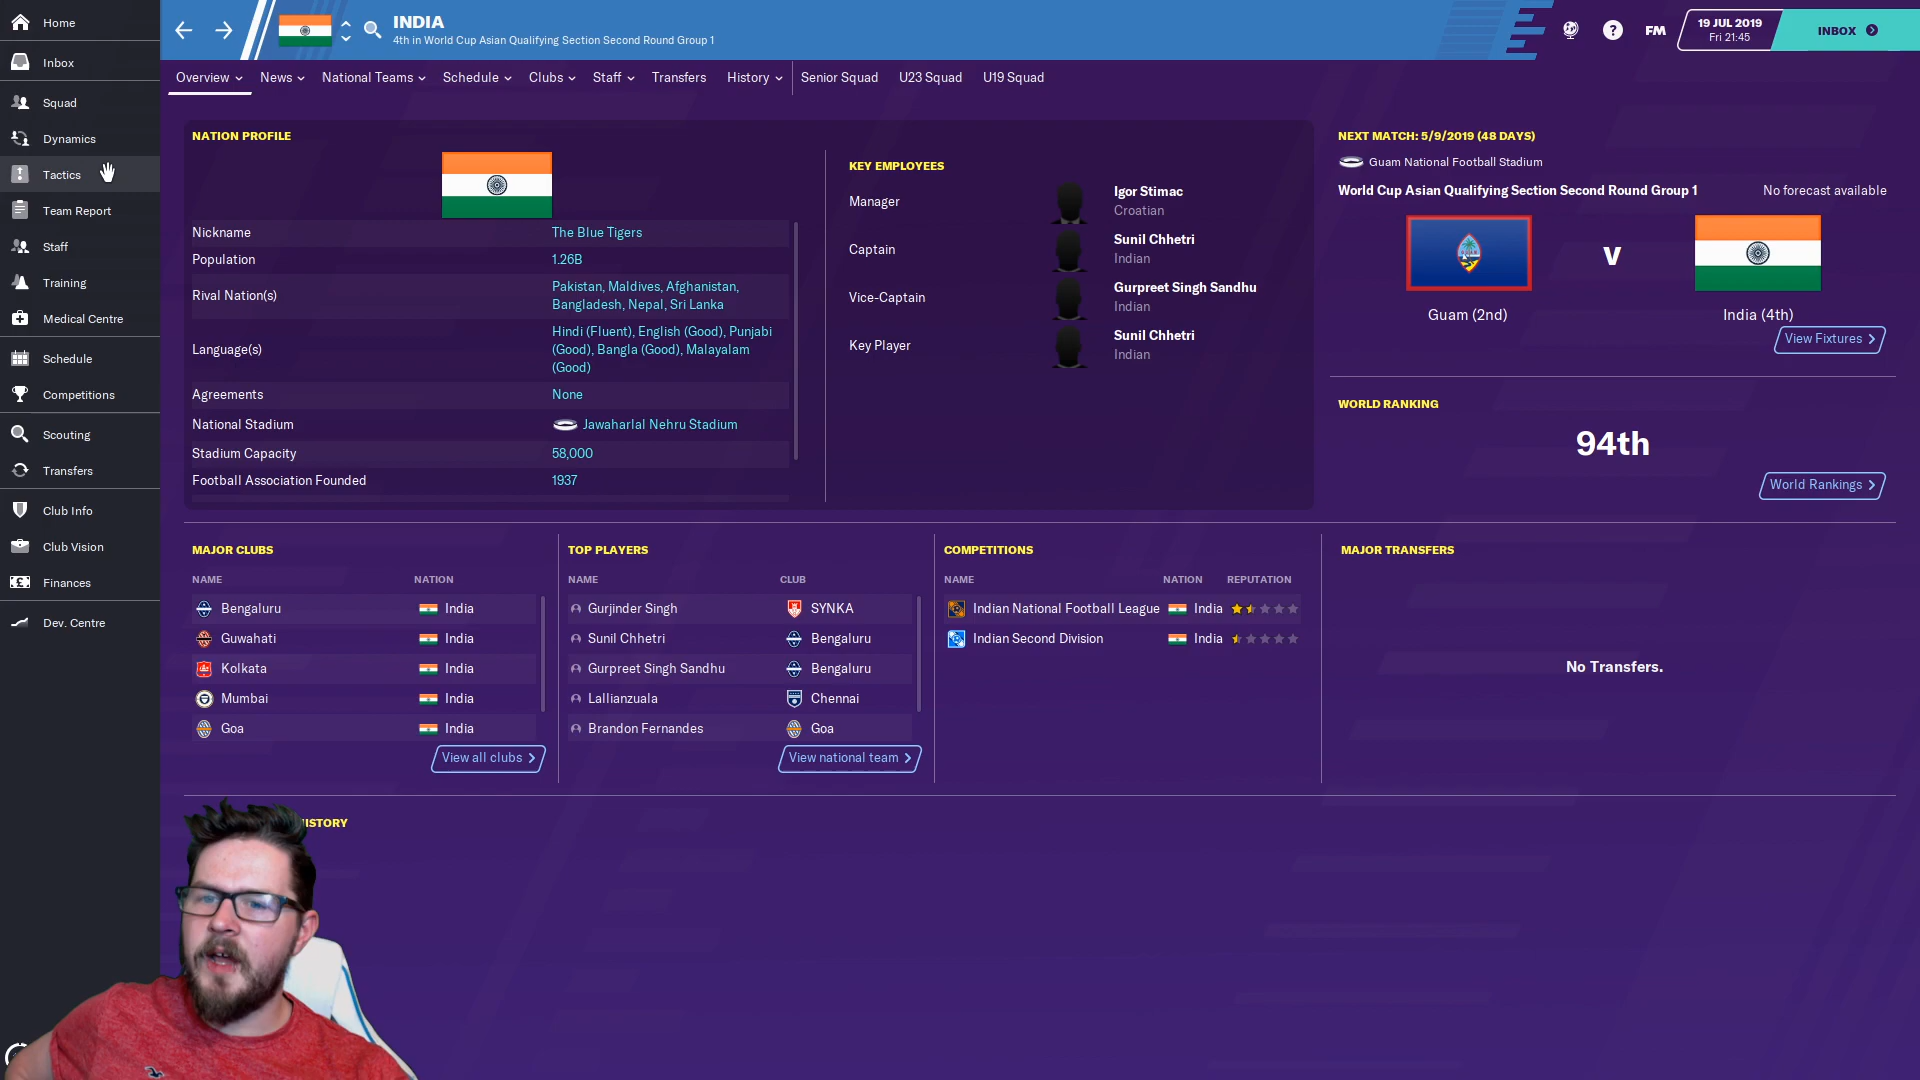 Home
Inbox
Squad
Dynamics
Tactics
Team Report
Staff
Training
Medical Centre
Schedule
Competitions
Scouting
Transfers
Club Info
Club Vision
Finances
Dev. Centre
INDIA
4th in World Cup Asian Qualifying Section Second Round Group 1
? FM
19 JUL 2019
Fri 21:45
INBOX
Overview News National Teams Schedule Clubs Staff Transfers History Senior Squad U23 Squad U19 Squad
NATION PROFILE
Nickname The Blue Tigers
Population 1.26B
Rival Nation(s) Pakistan, Maldives, Afghanistan,
Bangladesh, Nepal, Sri Lanka
Language(s) Hindi (Fluent), English (Good), Punjabi
(Good), Bangla (Good), Malayalam
(Good)
Agreements None
National Stadium Jawaharlal Nehru Stadium
Stadium Capacity 58,000
Football Association Founded 1937
KEY EMPLOYEES
Manager Igor Stimac
Croatian
Captain Sunil Chhetri
Indian
Vice-Captain Gurpreet Singh Sandhu
Indian
Key Player Sunil Chhetri
Indian
NEXT MATCH: 5/9/2019 (48 DAYS)
Guam National Football Stadium
World Cup Asian Qualifying Section Second Round Group 1 No forecast available
V
Guam (2nd) India (4th)
View Fixtures
WORLD RANKING
94th
World Rankings
MAJOR CLUBS
NAME NATION
Bengaluru India
Guwahati India
Kolkata India
Mumbai India
Goa India
View all clubs
TOP PLAYERS
NAME CLUB
Gurjinder Singh SYNKA
Sunil Chhetri Bengaluru
Gurpreet Singh Sandhu Bengaluru
Lallianzuala Chennai
Brandon Fernandes Goa
View national team
COMPETITIONS
NAME NATION REPUTATION
Indian National Football League India
Indian Second Division India
MAJOR TRANSFERS
No Transfers.